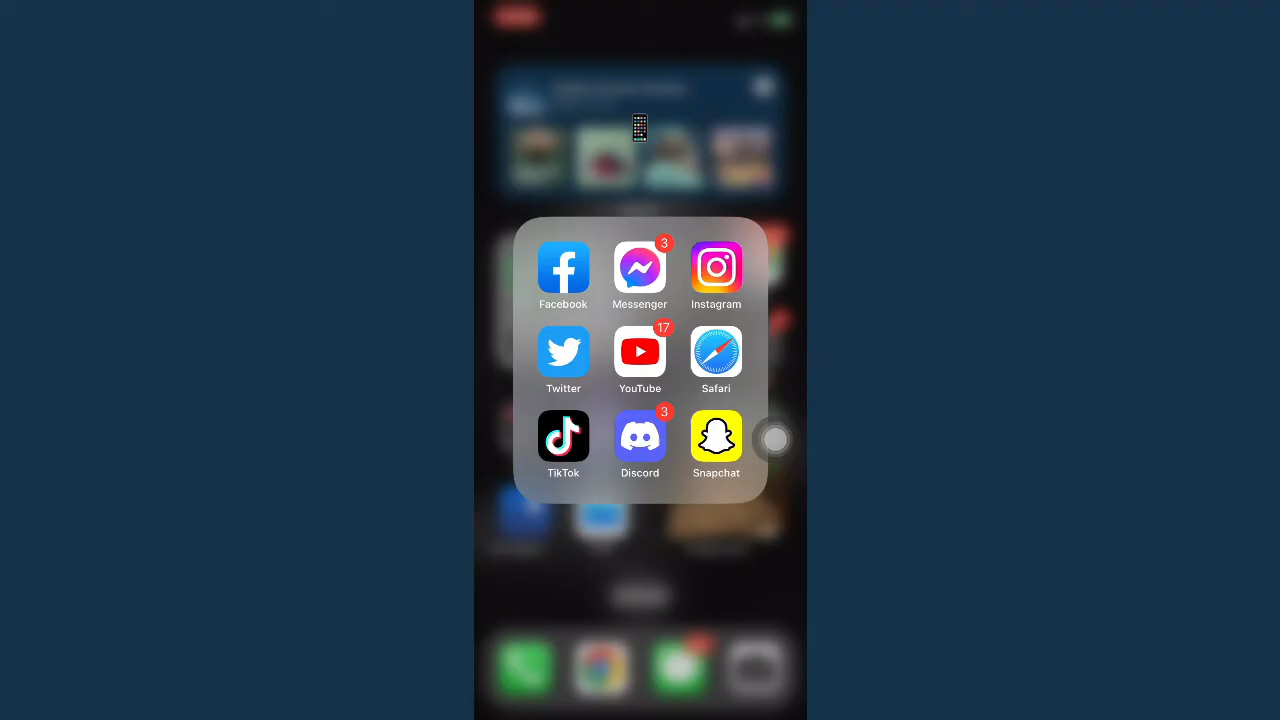 3
Facebook Messenger Instagram
17
Twitter YouTube Safari
3
TikTok Discord Snapchat